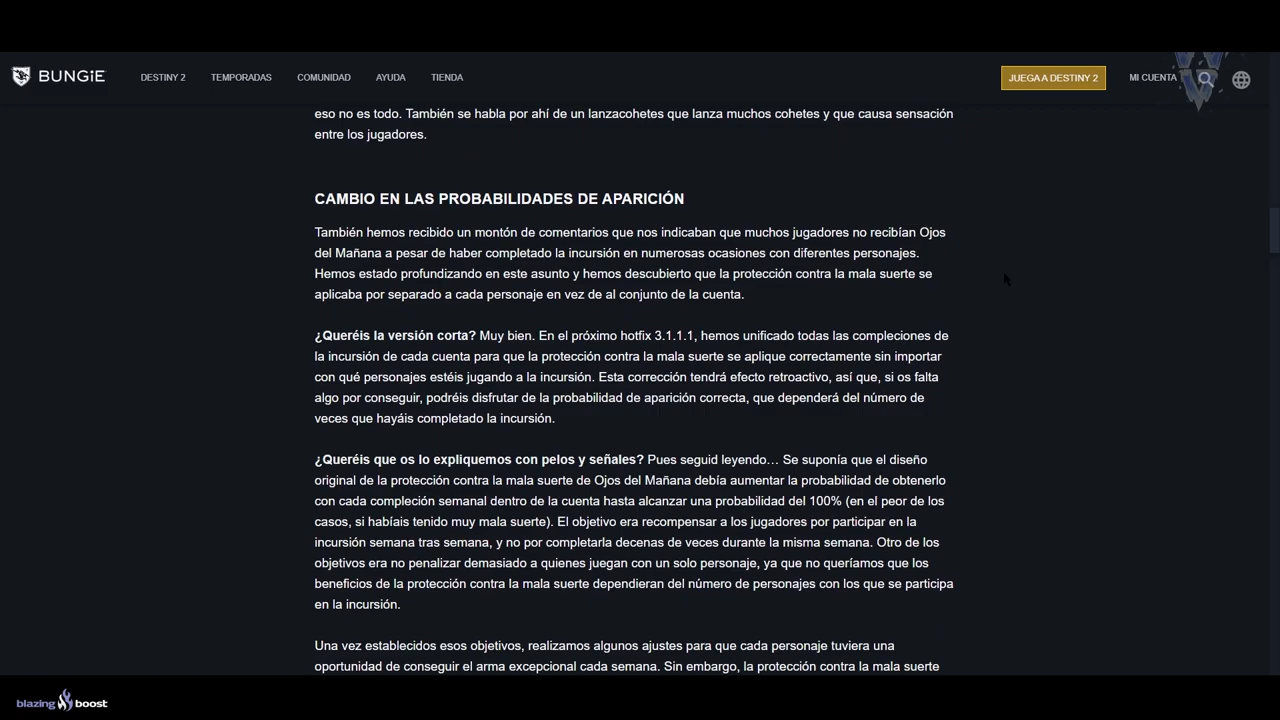 BUNGiE
DESTINY 2
TEMPORADAS
COMUNIDAD
AYUDA
TIENDA
JUEGA A DESTINY 2
MI CUENTA
eso no es todo. También se habla por ahí de un lanzacohetes que lanza muchos cohetes y que causa sensación
entre los jugadores.
CAMBIO EN LAS PROBABILIDADES DE APARICIÓN
También hemos recibido un montón de comentarios que nos indicaban que muchos jugadores no recibían Ojos
del Mañana a pesar de haber completado la incursión en numerosas ocasiones con diferentes personajes.
Hemos estado profundizando en este asunto y hemos descubierto que la protección contra la mala suerte se
aplicaba por separado a cada personaje en vez de al conjunto de la cuenta.
¿Queréis la versión corta? Muy bien. En el próximo hotfix 3.1.1.1, hemos unificado todas las compleciones de
la incursión de cada cuenta para que la protección contra la mala suerte se aplique correctamente sin importar
con qué personajes estéis jugando a la incursión. Esta corrección tendrá efecto retroactivo, así que, si os falta
algo por conseguir, podréis disfrutar de la probabilidad de aparición correcta, que dependerá del número de
veces que hayáis completado la incursión.
¿Queréis que os lo expliquemos con pelos y señales? Pues seguid leyendo… Se suponía que el diseño
original de la protección contra la mala suerte de Ojos del Mañana debía aumentar la probabilidad de obtenerlo
con cada compleción semanal dentro de la cuenta hasta alcanzar una probabilidad del 100% (en el peor de los
casos, si habíais tenido muy mala suerte). El objetivo era recompensar a los jugadores por participar en la
incursión semana tras semana, y no por completarla decenas de veces durante la misma semana. Otro de los
objetivos era no penalizar demasiado a quienes juegan con un solo personaje, ya que no queríamos que los
beneficios de la protección contra la mala suerte dependieran del número de personajes con los que se participa
en la incursión.
Una vez establecidos esos objetivos, realizamos algunos ajustes para que cada personaje tuviera una
oportunidad de conseguir el arma excepcional cada semana. Sin embargo, la protección contra la mala suerte
blazing boost